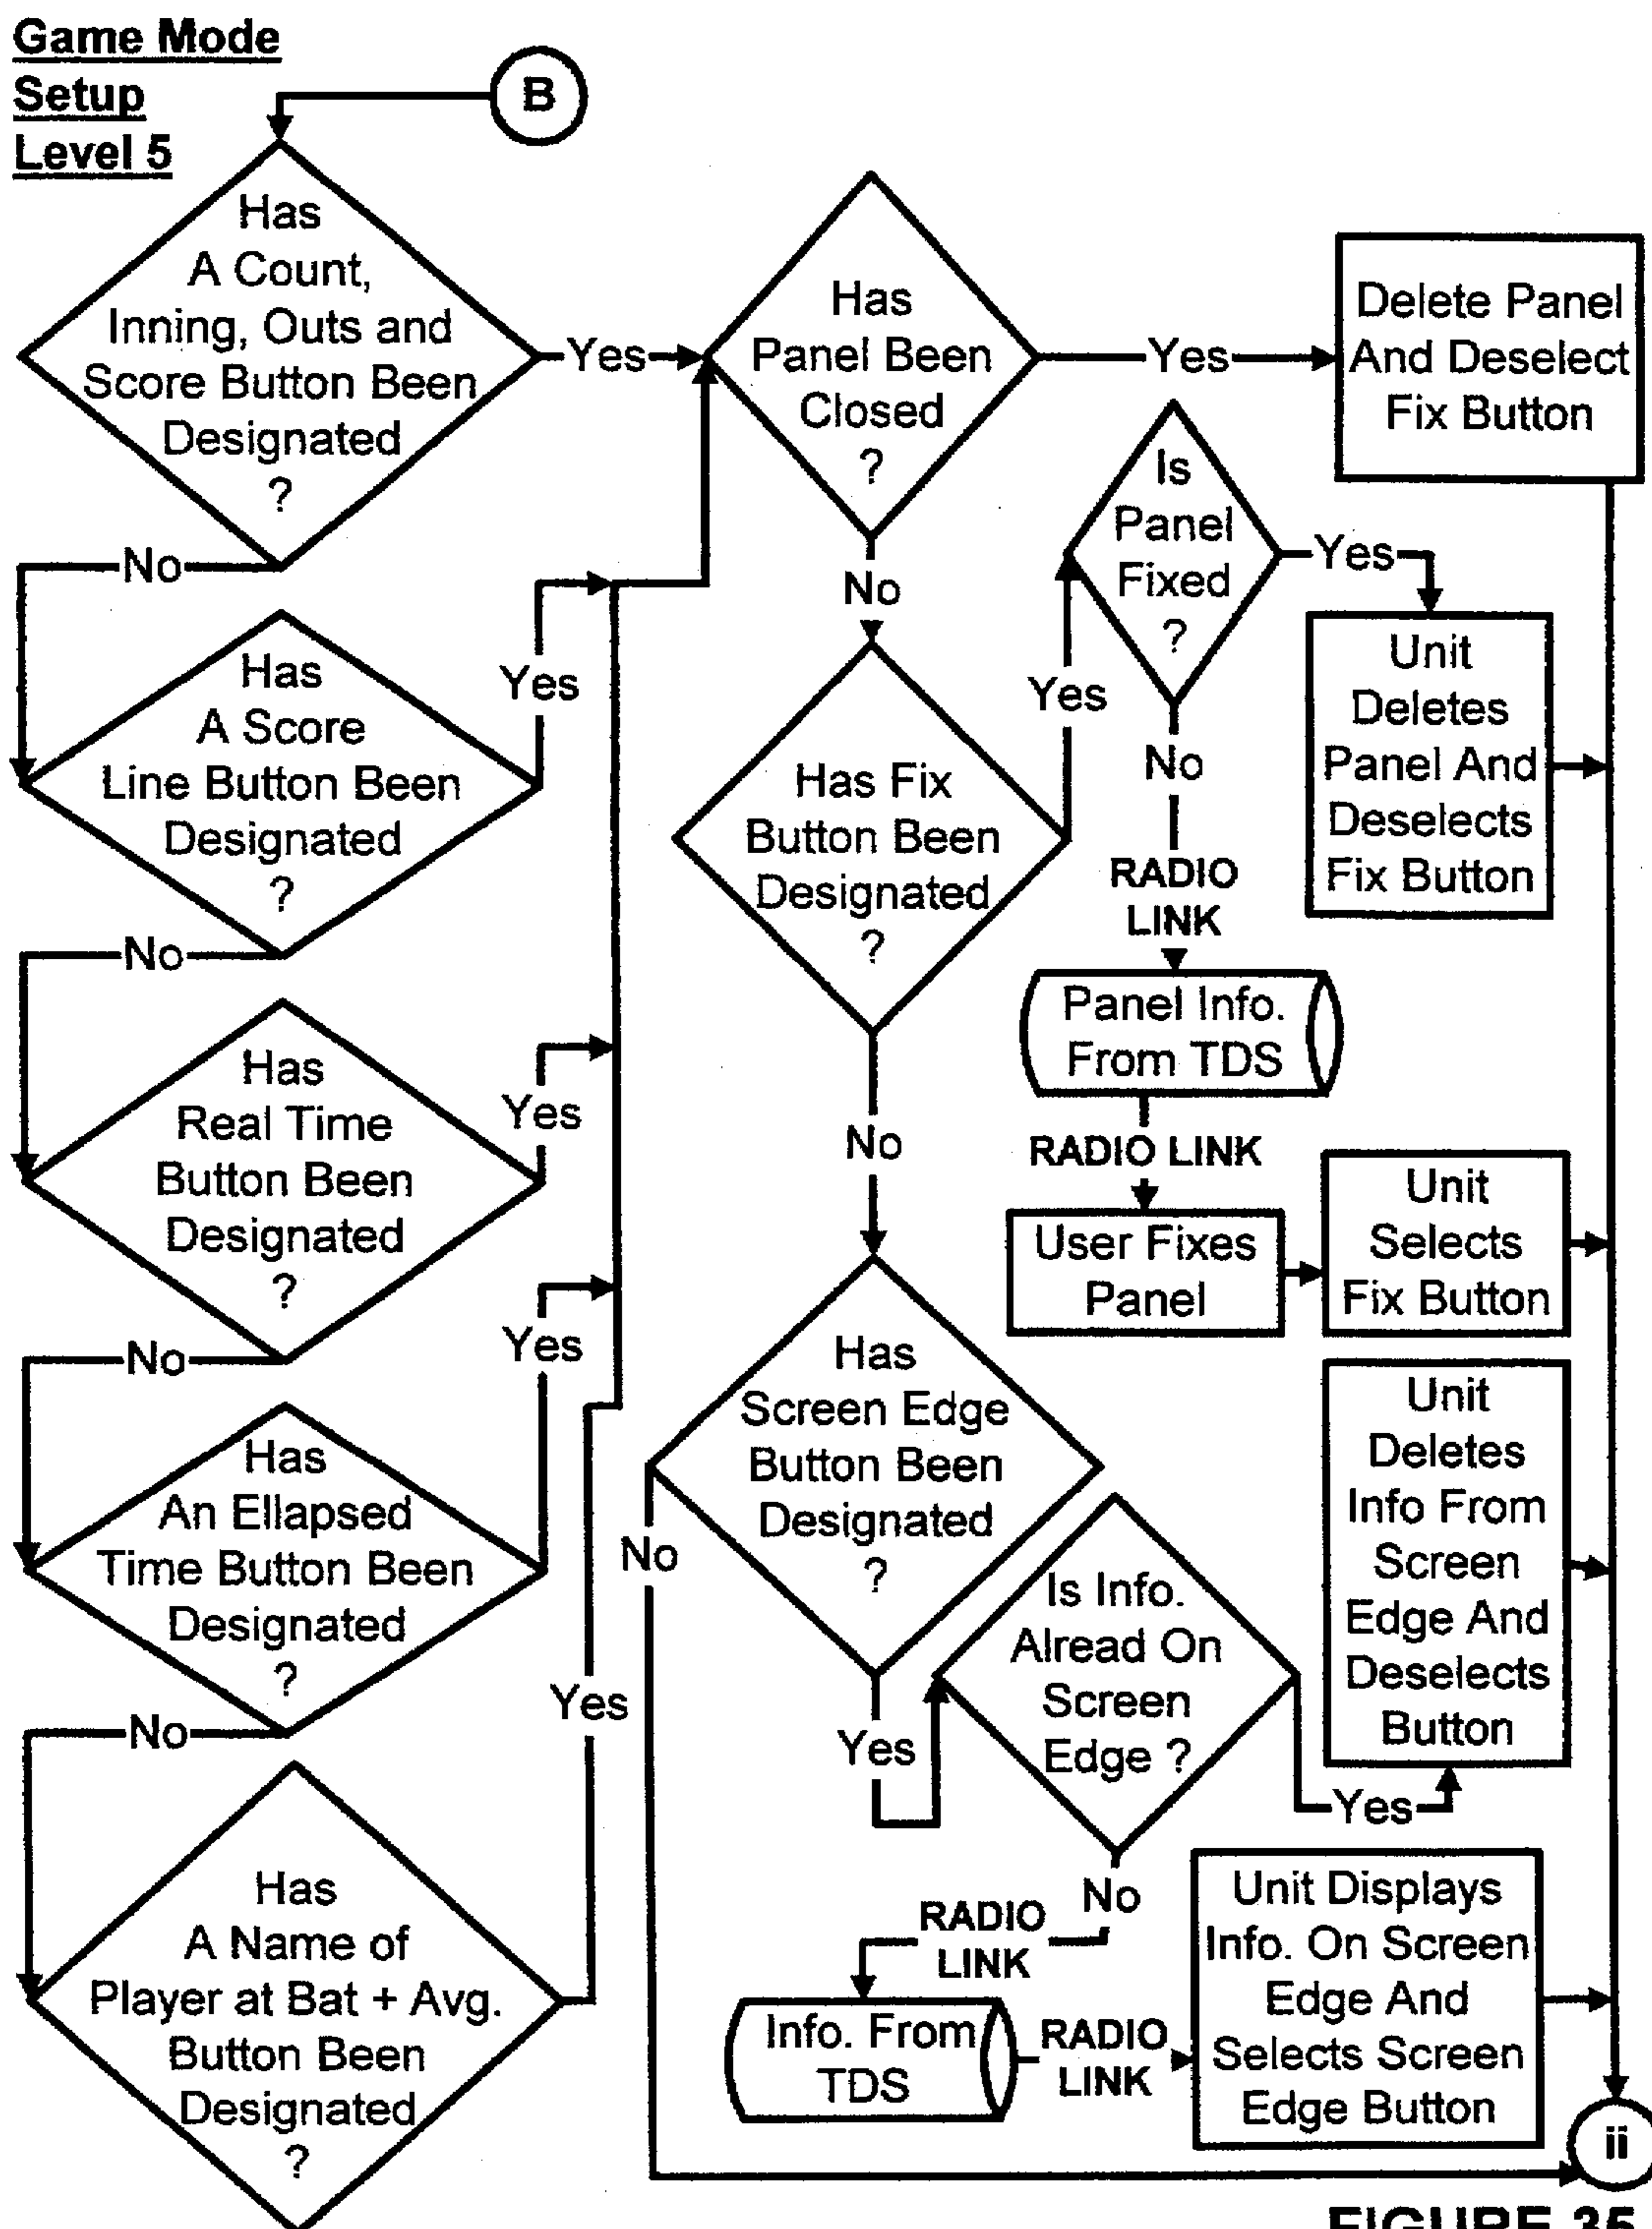 Game Mode
Setup
Level 5
B
Has
A Count,
Inning, Outs and
Score Button Been
Designated
?
Yes
No
Has
A Score
Line Button Been
Designated
?
Yes
No
Has
Real Time
Button Been
Designated
?
Yes
No
Has
An Ellapsed
Time Button Been
Designated
?
Yes
No
Has
A Name of
Player at Bat + Avg.
Button Been
Designated
?
Yes
Has
Panel Been
Closed
?
Yes
Delete Panel
And Deselect
Fix Button
No
Has Fix
Button Been
Designated
?
Yes
Is
Panel
Fixed
?
Yes
Unit
Deletes
Panel And
Deselects
Fix Button
No
RADIO
LINK
Panel Info.
From TDS
RADIO LINK
User Fixes
Panel
Unit
Selects
Fix Button
No
Has
Screen Edge
Button Been
Designated
?
No
Yes
Is Info.
Alread On
Screen
Edge ?
Yes
Unit
Deletes
Info From
Screen
Edge And
Deselects
Button
No
RADIO
LINK
Info. From
TDS
RADIO
LINK
Unit Displays
Info. On Screen
Edge And
Selects Screen
Edge Button
ii
FIGURE 35